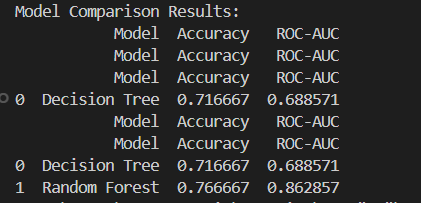 Model Comparison Results:
Model Accuracy ROC-AUC
Model Accuracy ROC-AUC
Model Accuracy ROC-AUC
0 Decision Tree 0.716667 0.688571
Model Accuracy ROC-AUC
Model Accuracy ROC-AUC
0 Decision Tree 0.716667 0.688571
1 Random Forest 0.766667 0.862857